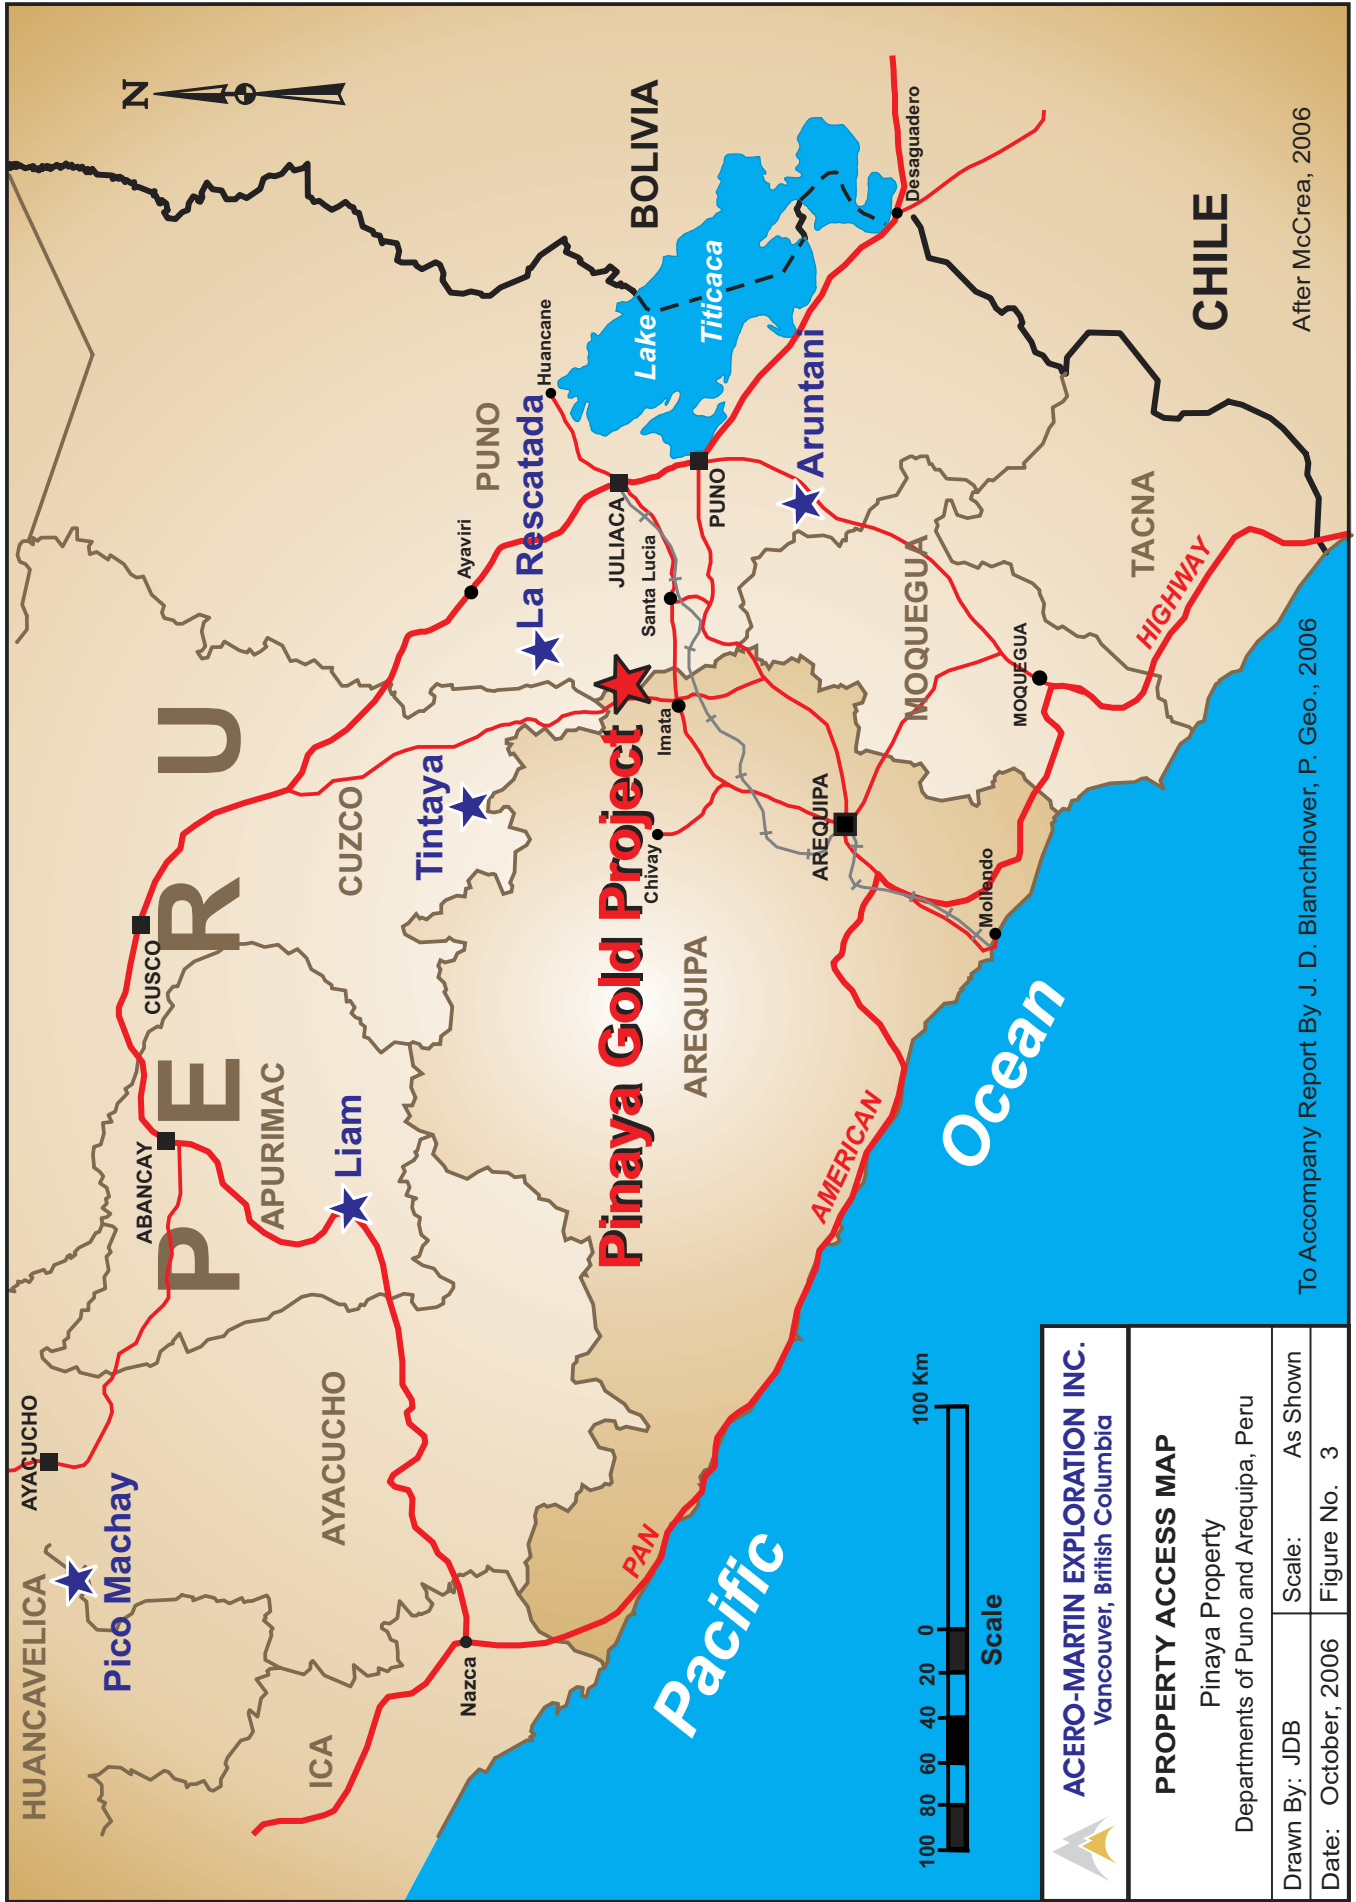 N
HUANCAVELICA
Pico Machay
AYACUCHO
AYACUCHO
ICA
Nazca
PERU
ABANCAY
APURIMAC
Liam
CUSCO
CUZCO
Tintaya
Ayaviri
PUNO
La Rescatada
Huancane
BOLIVIA
Lake
Titicaca
Desaguadero
JULIACA
Santa Lucia
PUNO
Aruntani
Pinaya Gold Project
Imata
Chivay
AREQUIPA
AREQUIPA
MOQUEGUA
MOQUEGUA
TACNA
CHILE
Mollendo
PAN
AMERICAN
HIGHWAY
Pacific
Ocean
100 80 60 40 20 0 100 Km
Scale
After McCrea, 2006
To Accompany Report By J. D. Blanchflower, P. Geo., 2006
ACERO-MARTIN EXPLORATION INC.
Vancouver, British Columbia
PROPERTY ACCESS MAP
Pinaya Property
Departments of Puno and Arequipa, Peru
Drawn By: JDB Scale: As Shown
Date: October, 2006 Figure No. 3